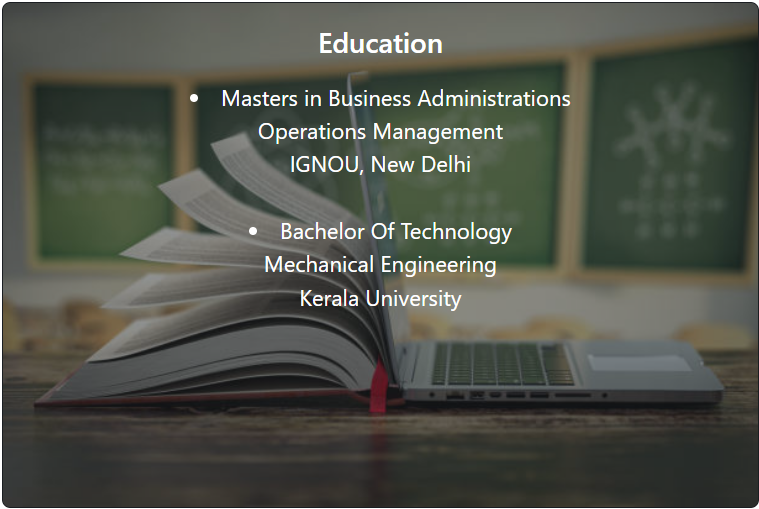 Education
• Masters in Business Administrations
Operations Management
IGNOU, New Delhi
• Bachelor Of Technology
Mechanical Engineering
Kerala University